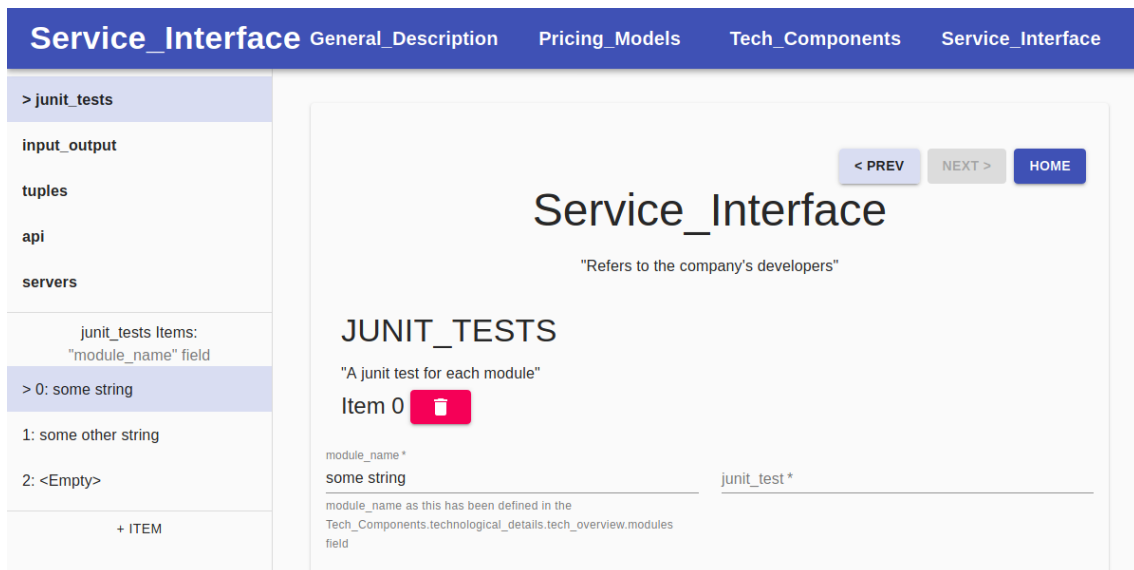 Service_Interface General_Description Pricing_Models Tech_Components Service_Interface
> junit_tests
input_output
tuples
api
servers
junit_tests Items:
"module_name" field
> 0: some string
1: some other string
2: <Empty>
+ ITEM
< PREV NEXT > HOME
Service_Interface
"Refers to the company's developers"
JUNIT_TESTS
"A junit test for each module"
Item 0
module_name *
some string
module_name as this has been defined in the
Tech_Components.technological_details.tech_overview.modules
field
junit_test *